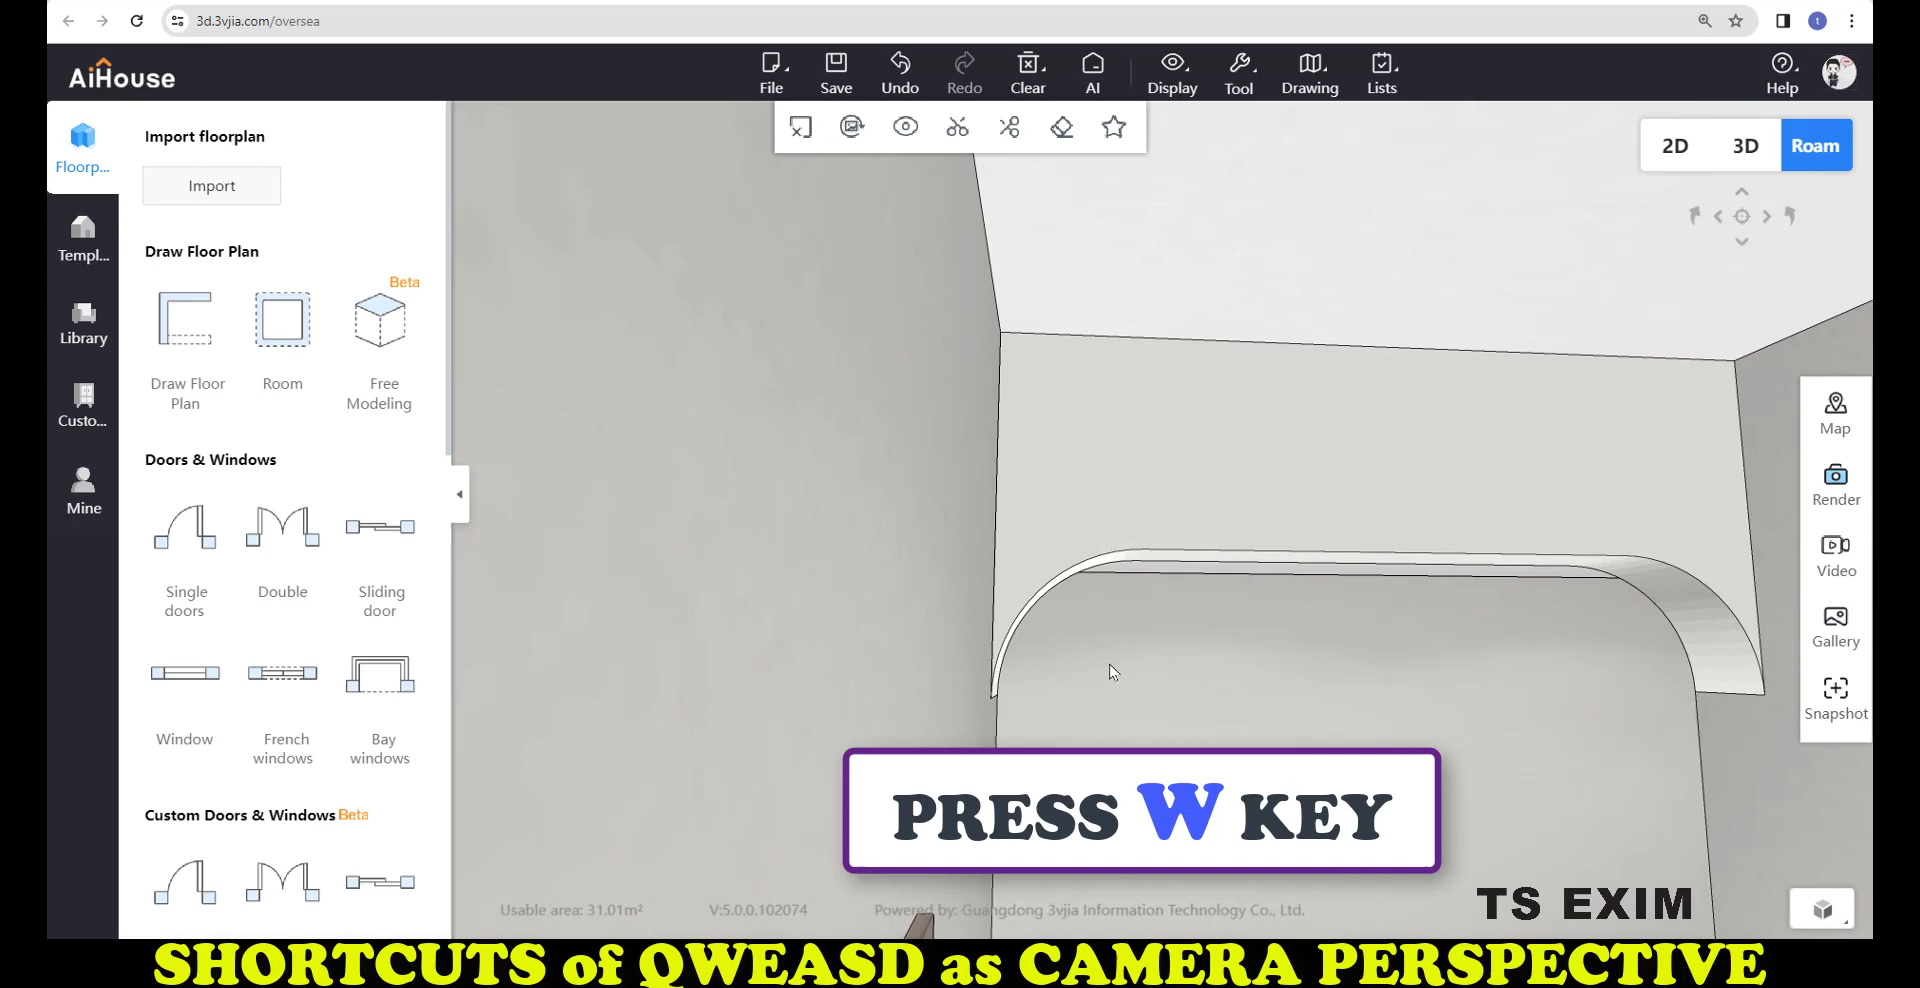 3d.3vjia.com/oversea
t
AiHouse
File
Save
Undo
Redo
Clear
AI
Display
Tool
Drawing
Lists
Help
Floorp...
Templ...
Library
Custo...
Mine
Import floorplan
Import
Draw Floor Plan
Beta
Draw Floor
Plan
Room
Free
Modeling
Doors & Windows
Single
doors
Double
Sliding
door
Window
French
windows
Bay
windows
Custom Doors & Windows Beta
2D
3D
Roam
Map
Render
Video
Gallery
Snapshot
PRESS W KEY
Usable area: 31.01m²
V:5.0.0.102074
Powered by: Guangdong 3vjia Information Technology Co., Ltd.
TS EXIM
SHORTCUTS of QWEASD as CAMERA PERSPECTIVE